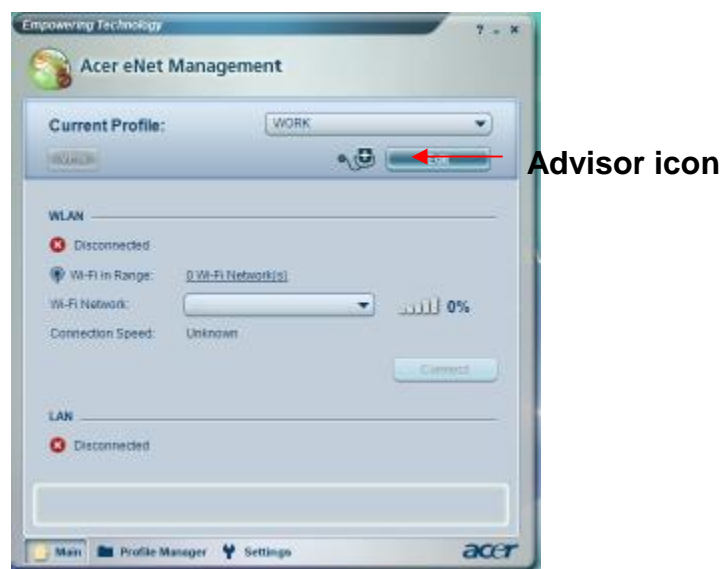 Empowering Technology
? - ×
Acer eNet Management
Current Profile: WORK
Advisor icon
WLAN
Disconnected
Wi-Fi in Range: 0 Wi-Fi Network(s)
Wi-Fi Network: 0%
Connection Speed: Unknown
Connect
LAN
Disconnected
Main Profile Manager Settings acer